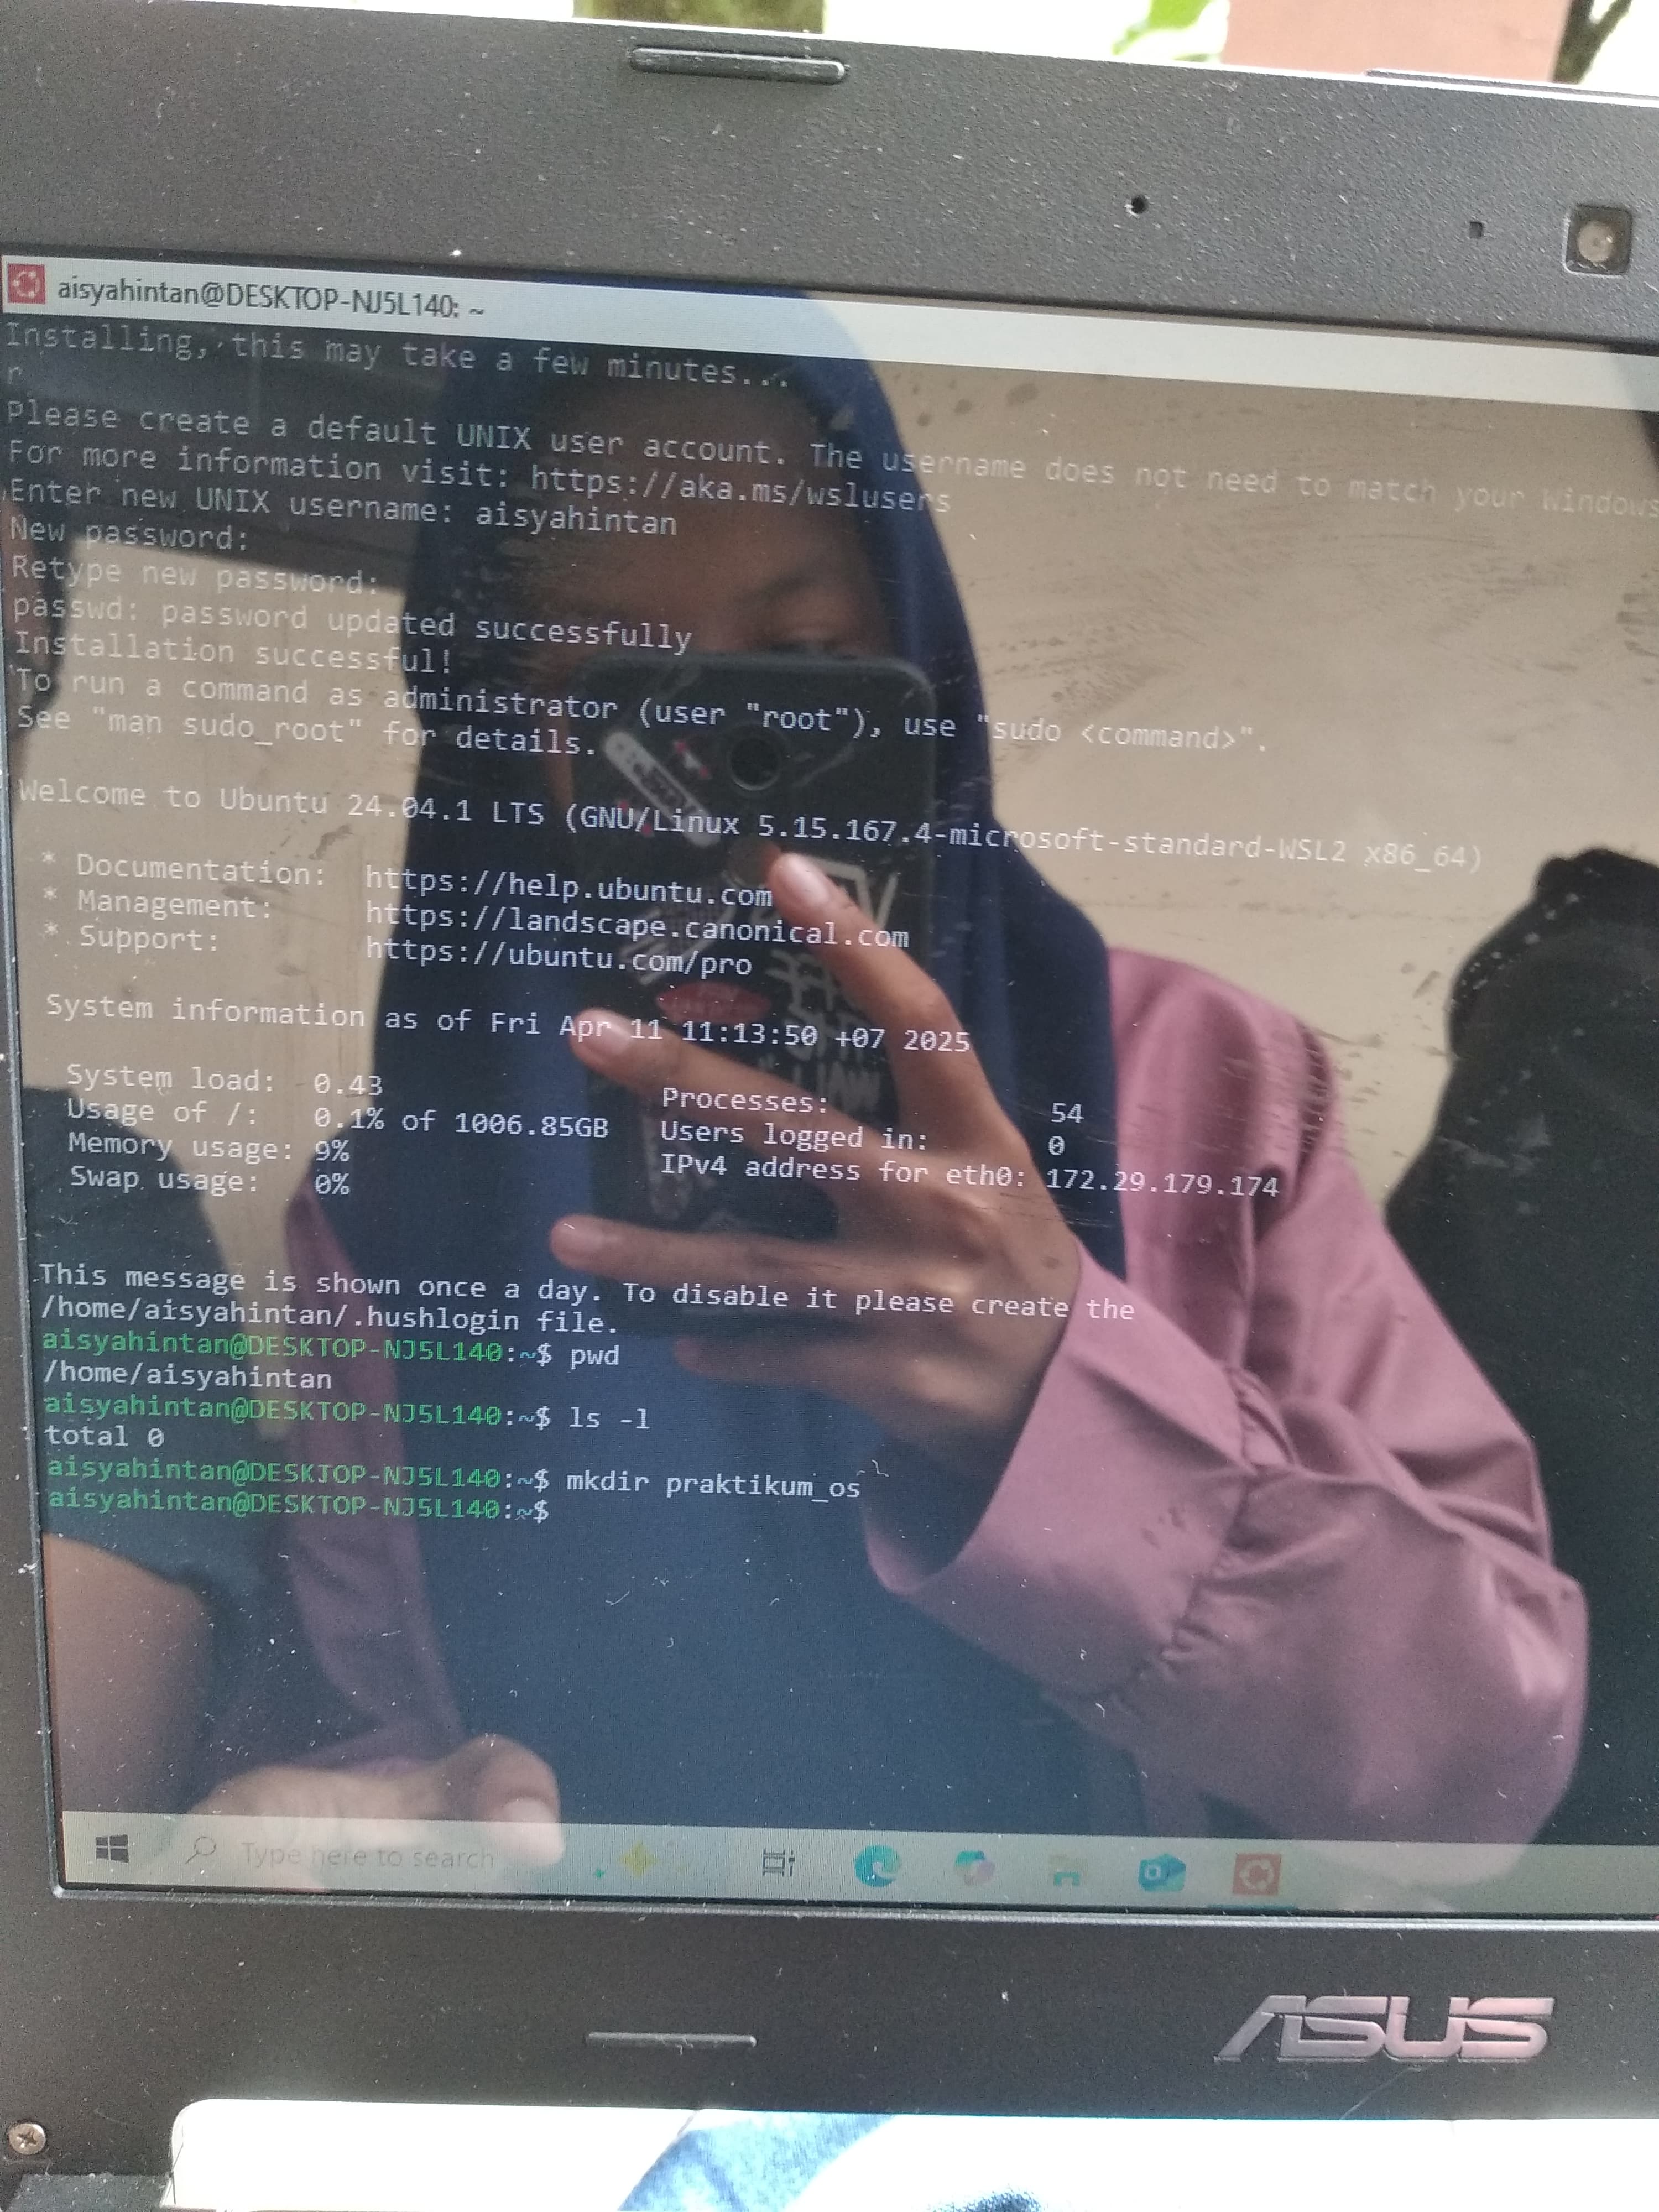 aisyahintan@DESKTOP-NJ5L140: ~
Installing, this may take a few minutes...
r
Please create a default UNIX user account. The username does not need to match your Windows
For more information visit: https://aka.ms/wslusers
Enter new UNIX username: aisyahintan
New password:
Retype new password:
passwd: password updated successfully
Installation successful!
To run a command as administrator (user "root"), use "sudo <command>".
See "man sudo_root" for details.
Welcome to Ubuntu 24.04.1 LTS (GNU/Linux 5.15.167.4-microsoft-standard-WSL2 x86_64)
* Documentation: https://help.ubuntu.com
* Management: https://landscape.canonical.com
* Support: https://ubuntu.com/pro
System information as of Fri Apr 11 11:13:50 +07 2025
System load: 0.43 Processes: 54
Usage of /: 0.1% of 1006.85GB Users logged in: 0
Memory usage: 9% IPv4 address for eth0: 172.29.179.174
Swap usage: 0%
This message is shown once a day. To disable it please create the
/home/aisyahintan/.hushlogin file.
aisyahintan@DESKTOP-NJ5L140:~$ pwd
/home/aisyahintan
aisyahintan@DESKTOP-NJ5L140:~$ ls -l
total 0
aisyahintan@DESKTOP-NJ5L140:~$ mkdir praktikum_os
aisyahintan@DESKTOP-NJ5L140:~$
Type here to search
ASUS